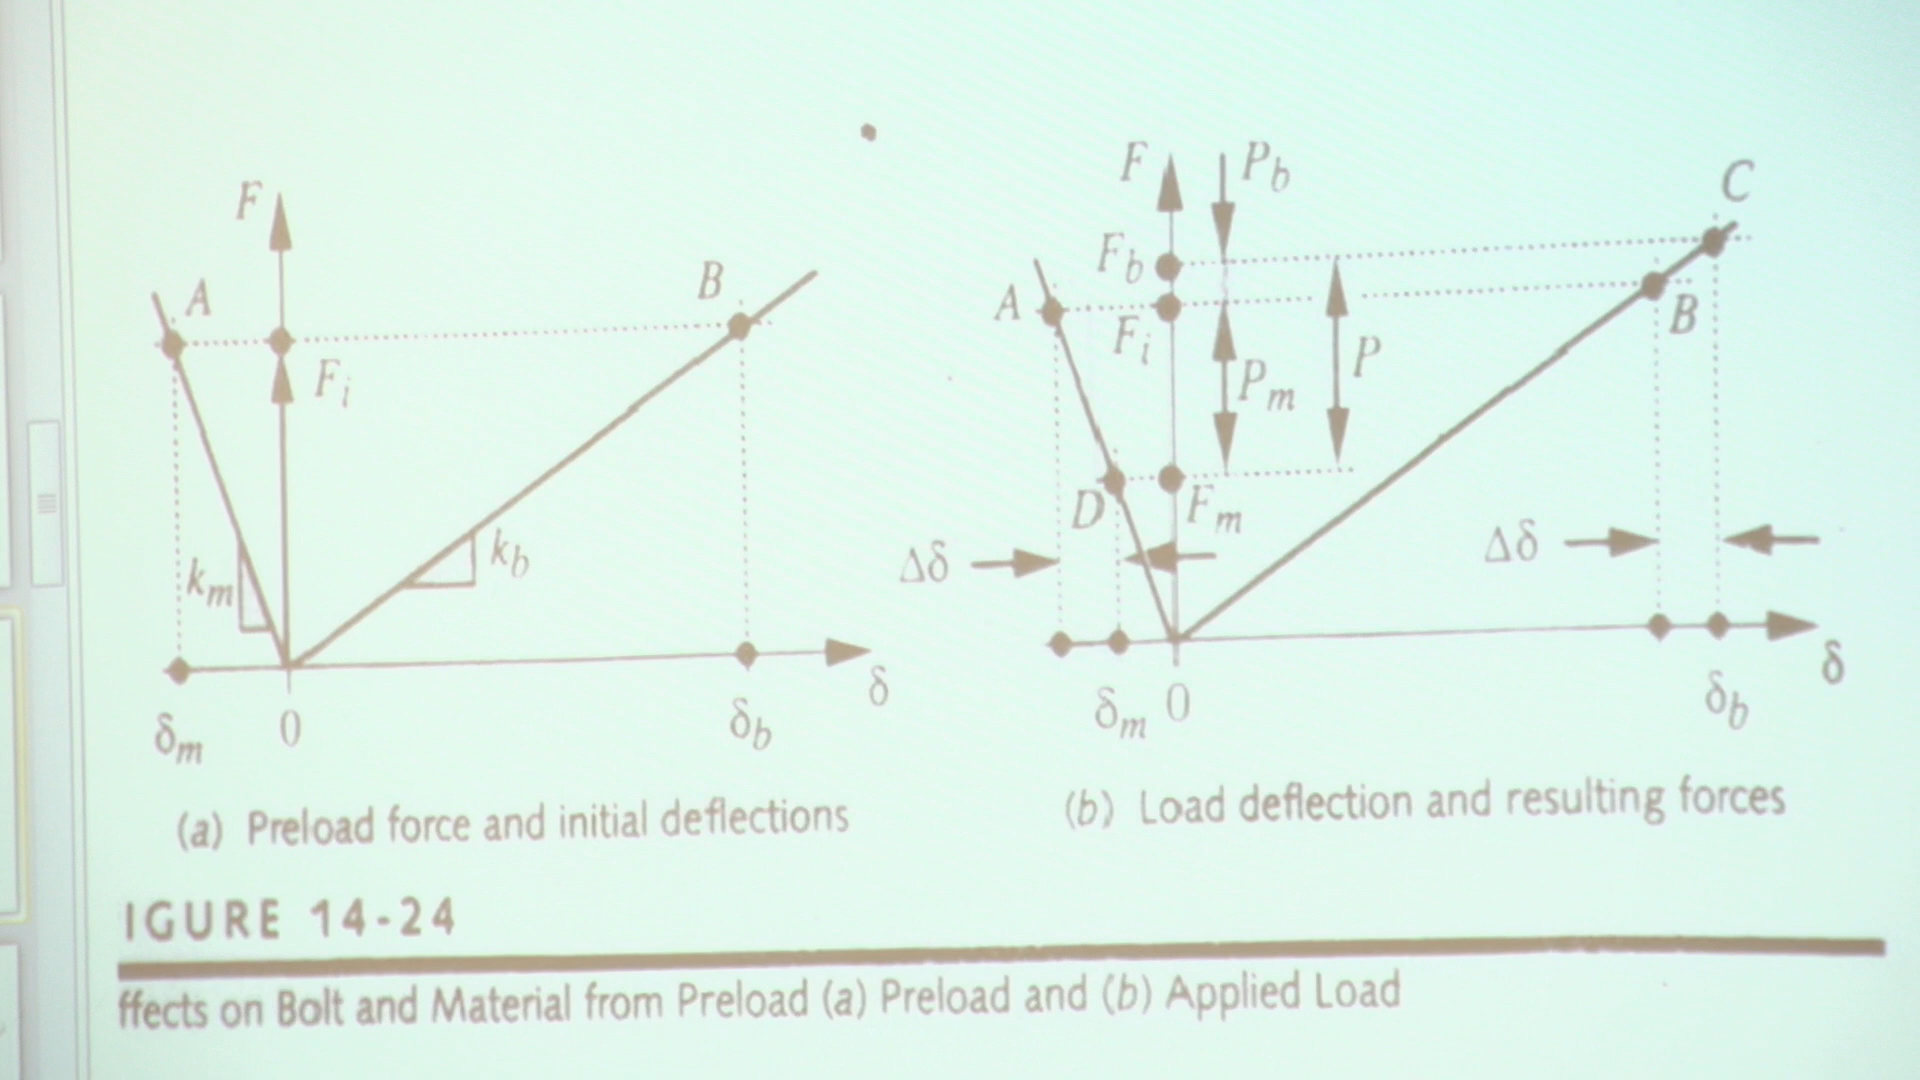 F
A
B
F_i
k_m
k_b
δ
δ_m
0
δ_b
(a) Preload force and initial deflections
F
P_b
C
F_b
A
F_i
B
P_m
P
D
F_m
Δδ
Δδ
δ
δ_m
0
δ_b
(b) Load deflection and resulting forces
IGURE 14-24
ffects on Bolt and Material from Preload (a) Preload and (b) Applied Load